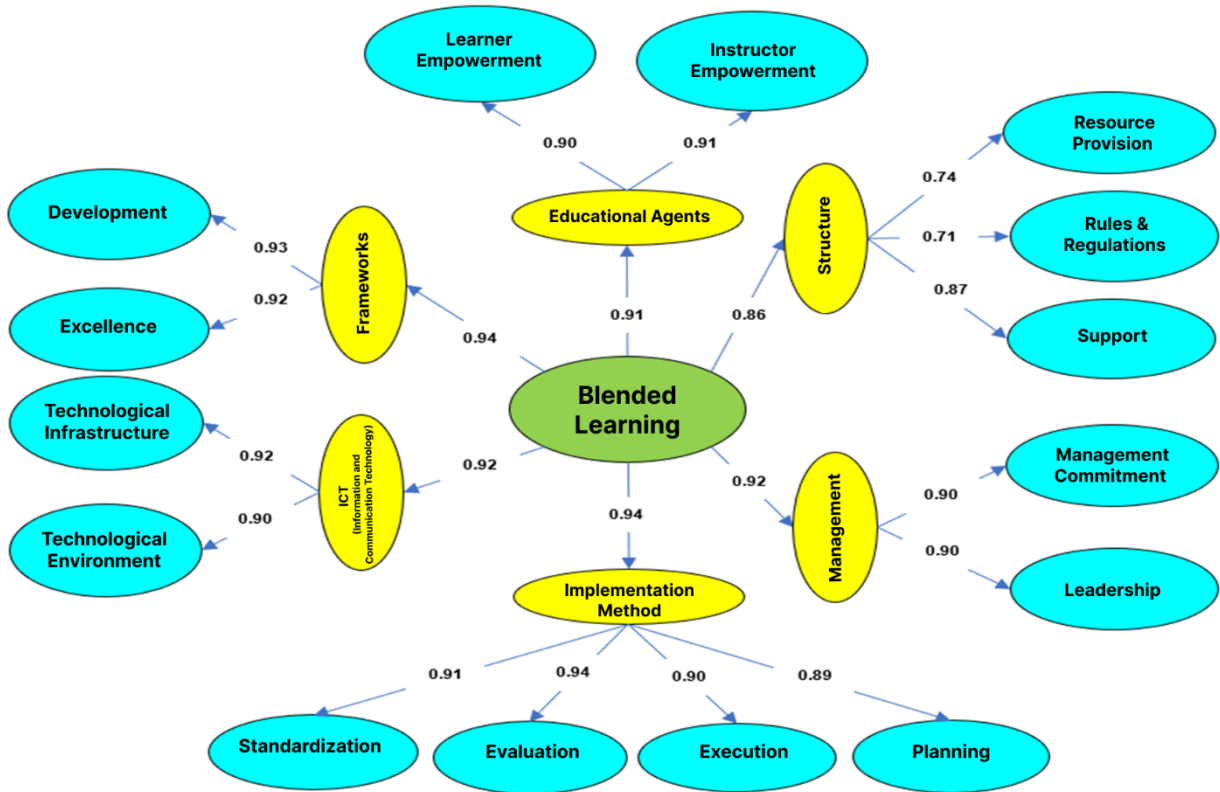 Learner
Empowerment
Instructor
Empowerment
Resource
Provision
0.90
0.91
0.74
Development
Educational Agents
Structure
Rules &
Regulations
0.71
0.93
Frameworks
0.92
0.87
Excellence
0.91
0.86
Support
0.94
Blended
Learning
Technological
Infrastructure
Management
Commitment
0.92
ICT
(Information and
Communication Technology)
0.92
0.92
0.90
0.90
0.94
Management
Technological
Environment
0.90
Implementation
Method
Leadership
0.91
0.94
0.90
0.89
Standardization
Evaluation
Execution
Planning